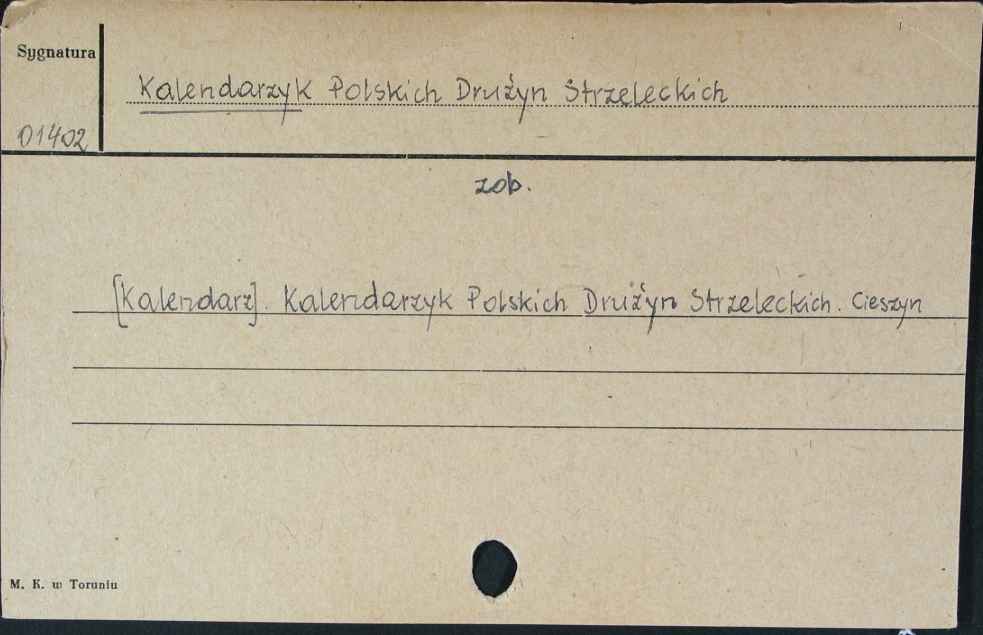 Sygnatura
Kalendarzyk Polskich Drużyn Strzeleckich
01402
zob.
[Kalendarz]. Kalendarzyk Polskich Drużyn Strzeleckich. Cieszyn
M. K. w Toruniu